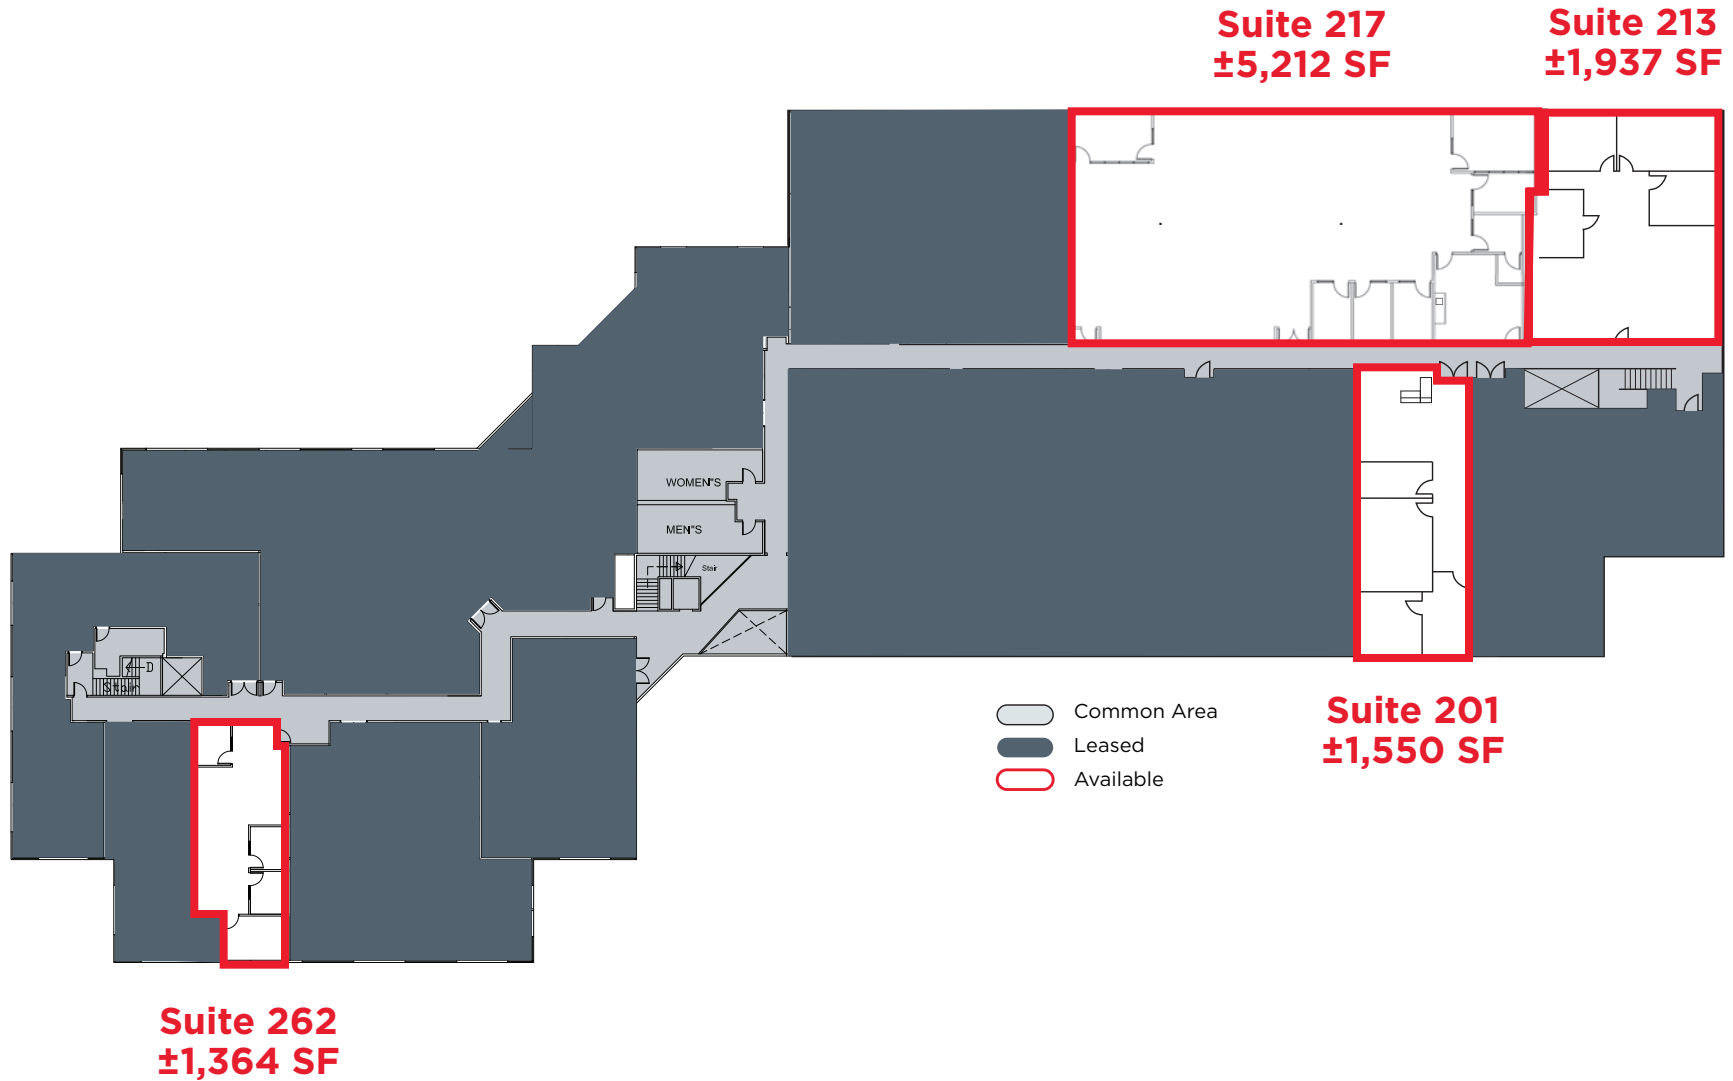 Suite 217
±5,212 SF
Suite 213
±1,937 SF
WOMEN"S
MEN"S
Stair
D
Stair
Common Area
Leased
Available
Suite 201
±1,550 SF
Suite 262
±1,364 SF